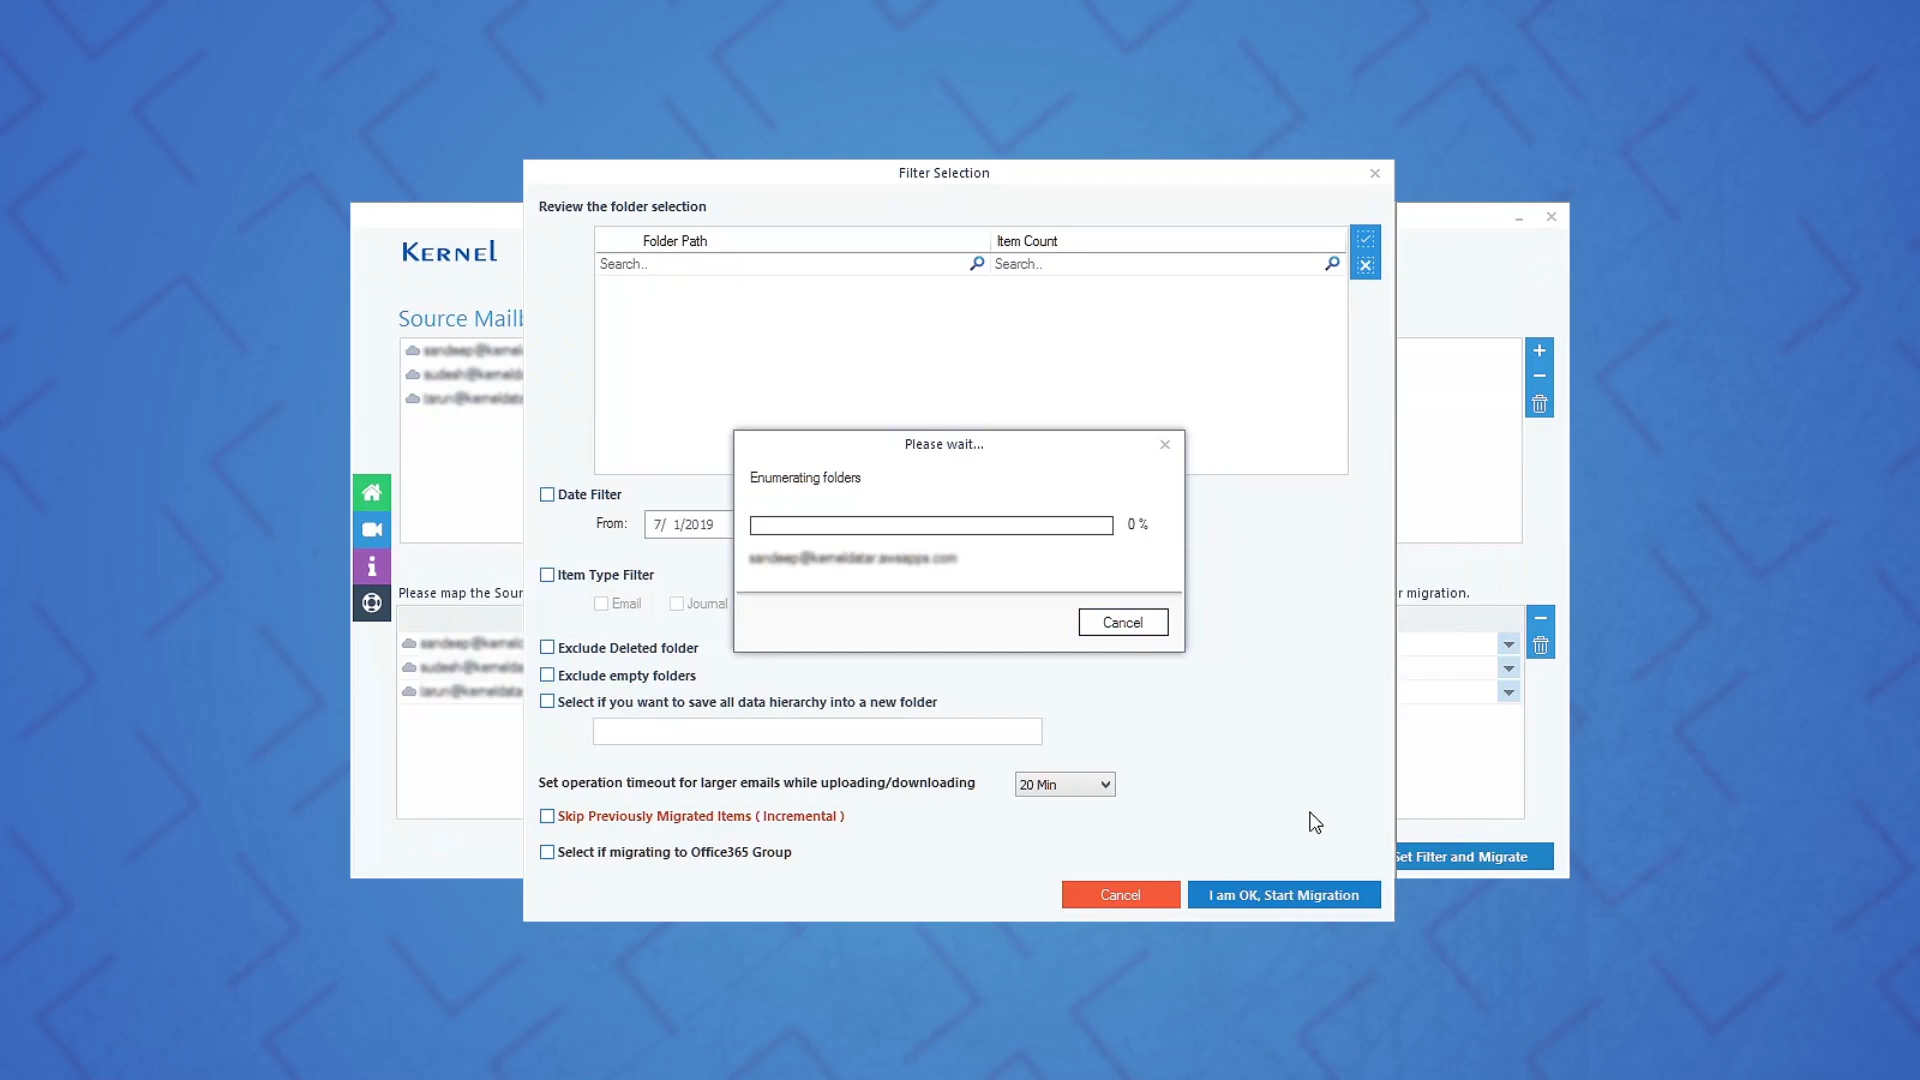 Filter Selection
Review the folder selection
Folder Path
Item Count
Search..
Search..
KERNEL
Source Mailb
Please wait...
Enumerating folders
0 %
Cancel
Date Filter
From:
7/ 1/2019
Item Type Filter
Email
Journal
Please map the Sour
r migration.
Exclude Deleted folder
Exclude empty folders
Select if you want to save all data hierarchy into a new folder
Set operation timeout for larger emails while uploading/downloading
20 Min
Skip Previously Migrated Items ( Incremental )
Select if migrating to Office365 Group
Set Filter and Migrate
Cancel
I am OK, Start Migration